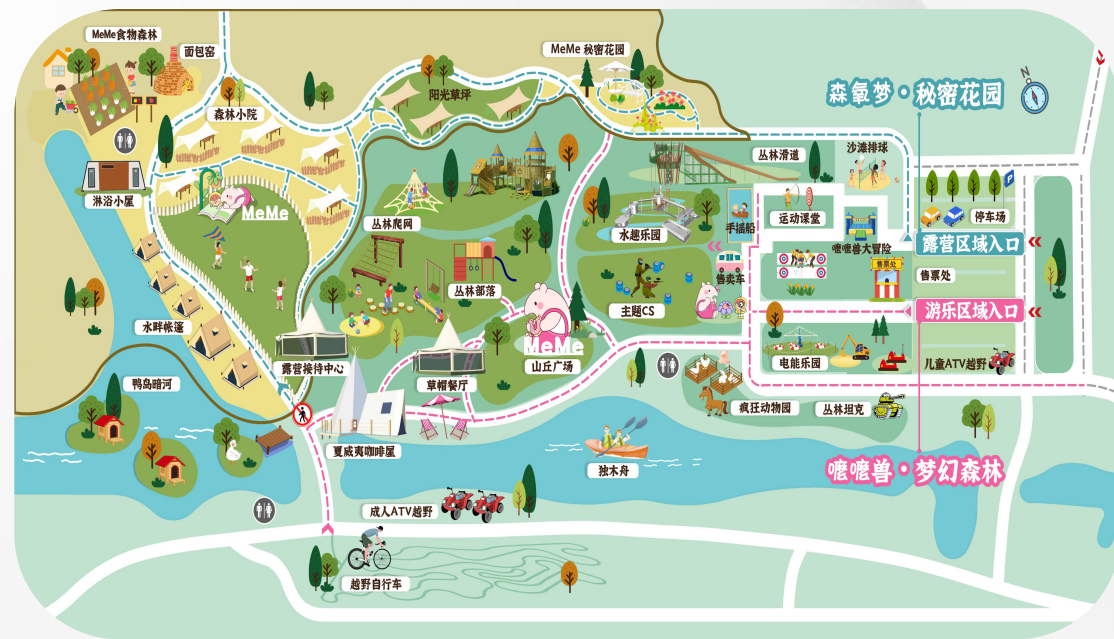 MeMe食物森林
面包窑
MeMe 秘密花园
阳光草坪
森林小院
N
森氧梦·秘密花园
丛林滑道
沙滩排球
P
停车场
淋浴小屋
MeMe
丛林爬网
水趣乐园
手摇船
运动课堂
嚒嚒兽大冒险
露营区域入口
售卖车
售票处
售票处
丛林部落
主题CS
游乐区域入口
水畔帐篷
露营接待中心
MeMe
山丘广场
草帽餐厅
电能乐园
儿童ATV越野
鸭岛暗河
疯狂动物园
丛林坦克
夏威夷咖啡屋
独木舟
嚒嚒兽·梦幻森林
成人ATV越野
越野自行车